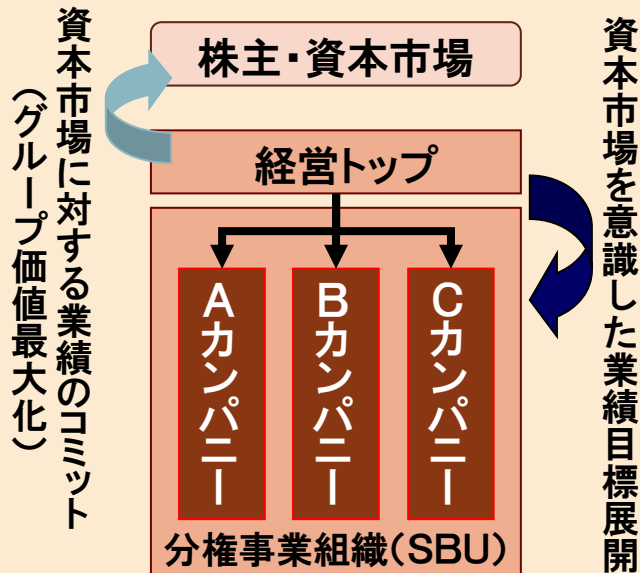 資本市場に対する業績のコミット
（グループ価値最大化）
株主・資本市場
経営トップ
Aカンパニー
Bカンパニー
Cカンパニー
分権事業組織（SBU）
資本市場を意識した業績目標展開